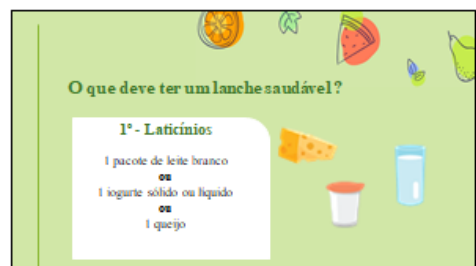 O que deve ter um lanche saudável?
1º - Laticínios
1 pacote de leite branco
ou
1 iogurte sólido ou líquido
ou
1 queijo